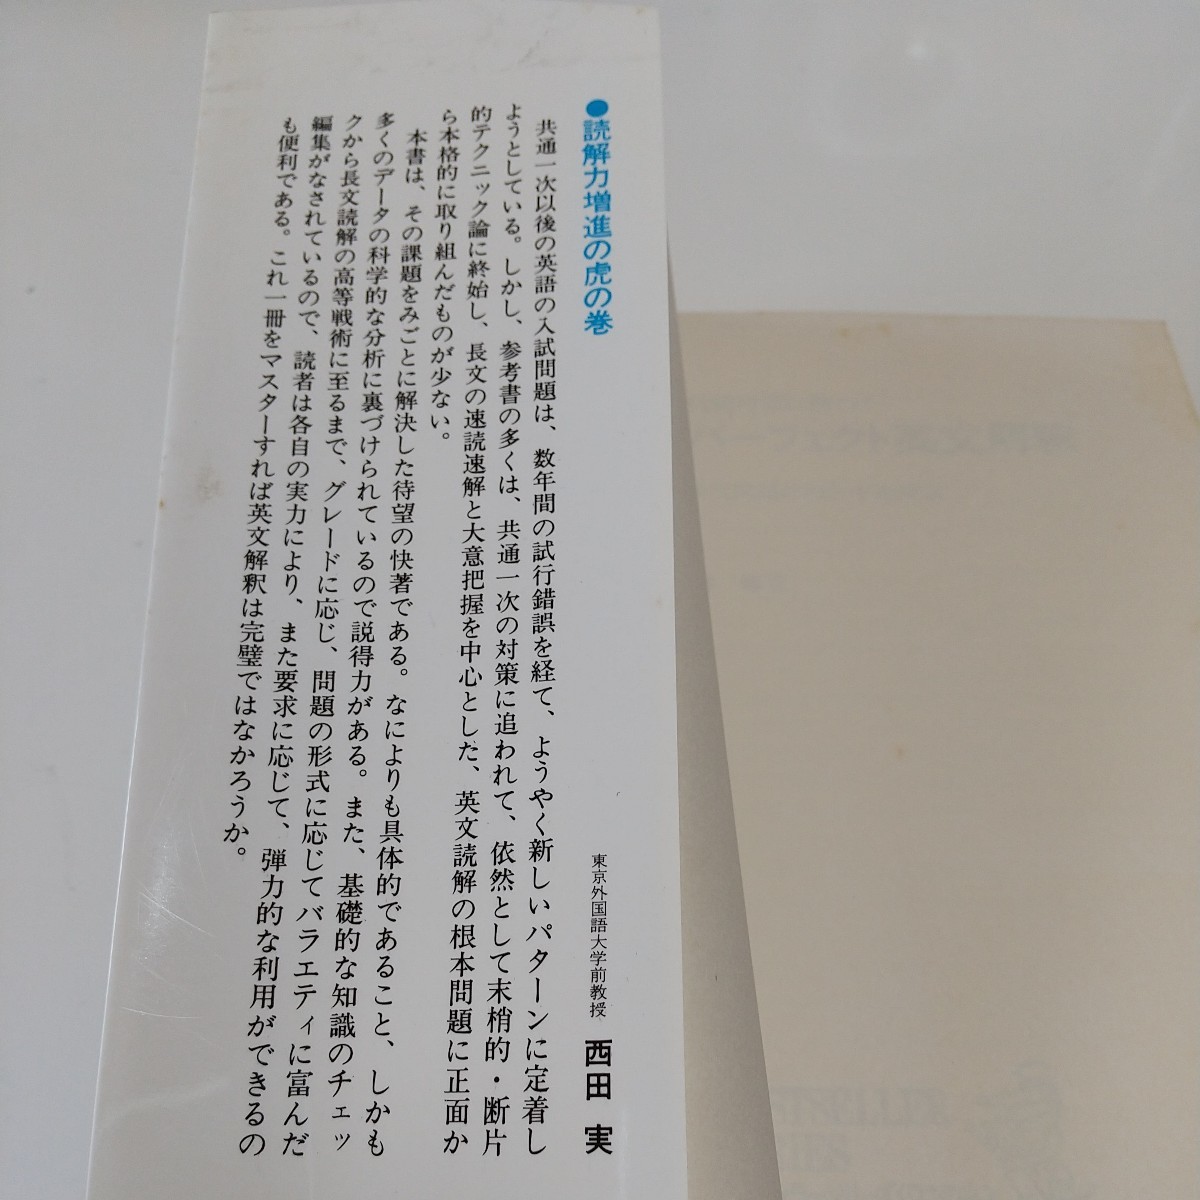 ●読解力増進の虎の巻
東京外国語大学前教授 西田 実
共通一次以後の英語の入試問題は、数年間の試行錯誤を経て、ようやく新しいパターンに定着し
ようとしている。しかし、参考書の多くは、共通一次の対策に追われて、依然として末梢的・断片
的テクニック論に終始し、長文の速読速解と大意把握を中心とした、英文読解の根本問題に正面か
ら本格的に取り組んだものが少ない。
本書は、その課題をみごとに解決した待望の快著である。なによりも具体的であること、しかも
多くのデータの科学的な分析に裏づけられているので説得力がある。また、基礎的な知識のチェッ
クから長文読解の高等戦術に至るまで、グレードに応じ、問題の形式に応じてバラエティに富んだ
編集がなされているので、読者は各自の実力により、また要求に応じて、弾力的な利用ができるの
も便利である。これ一冊をマスターすれば英文解釈は完璧ではなかろうか。